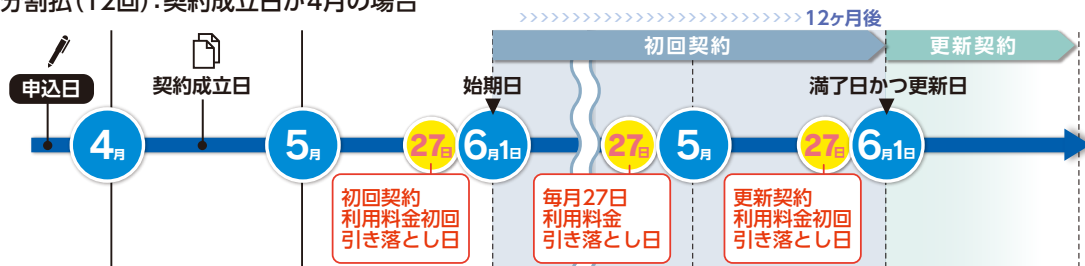 分割払(12回):契約成立日が4月の場合
12ヶ月後
初回契約
更新契約
申込日
契約成立日
始期日
満了日かつ更新日
4月
5月
27日
6月1日
27日
5月
27日
6月1日
初回契約
利用料金初回
引き落とし日
毎月27日
利用料金
引き落とし日
更新契約
利用料金初回
引き落とし日